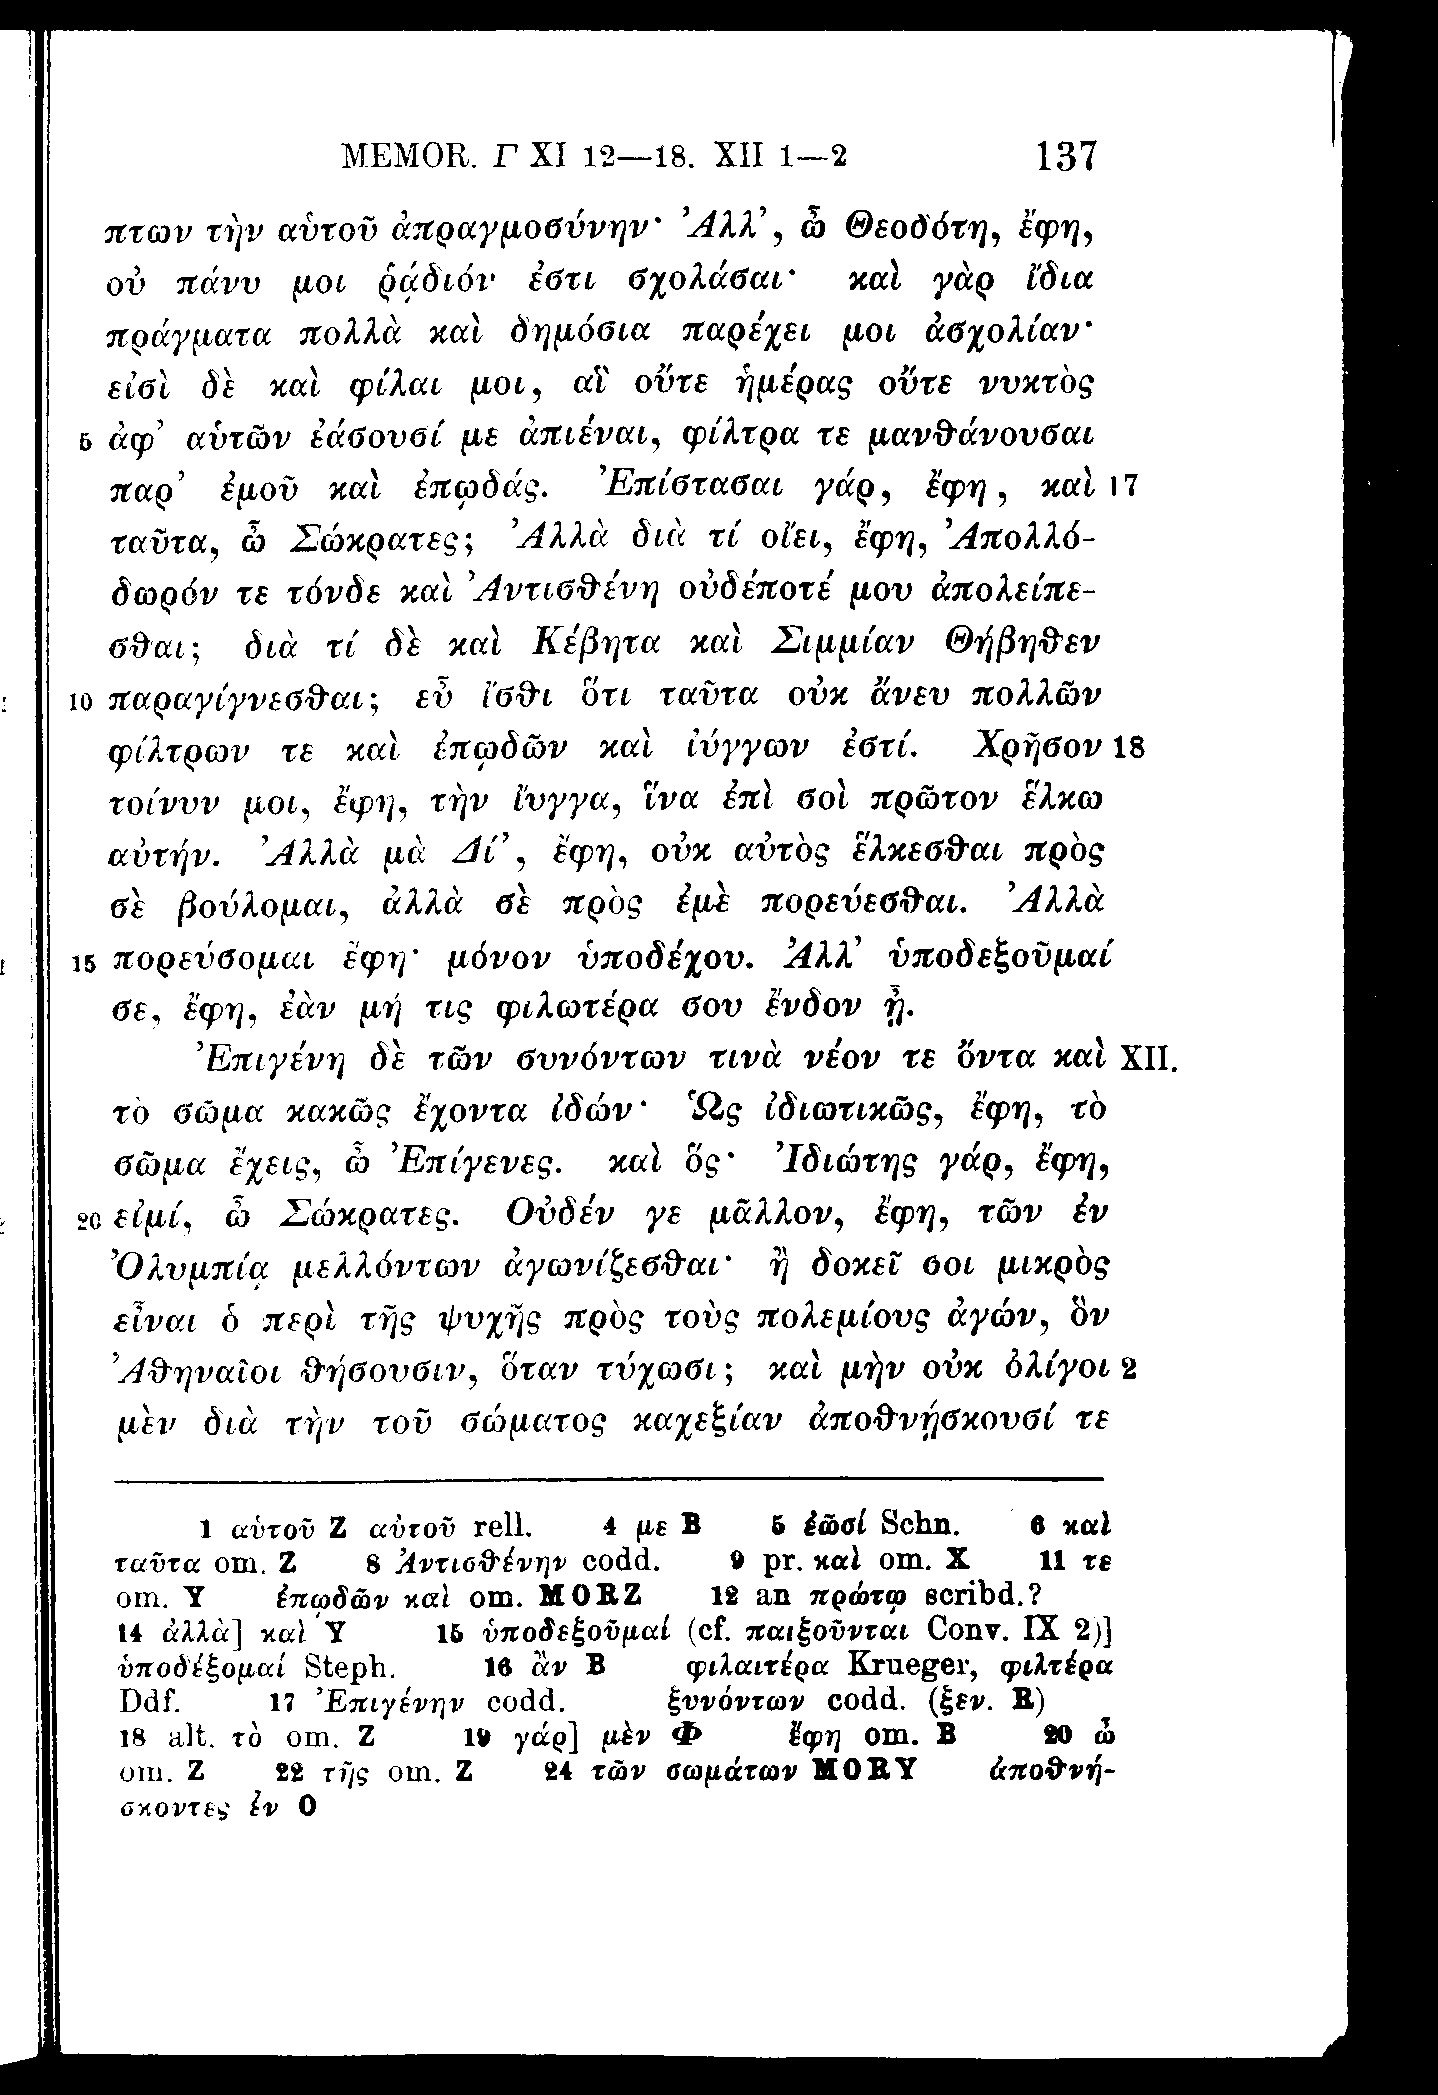 MEMOR. Γ XI 12—18. XII 1—2 137
πτων τὴν αὑτοῦ ἀπραγμοσύνην· Ἀλλ’, ὦ Θεοδότη, ἔφη,
οὐ πάνυ μοι ῥᾴδιόν ἐστι σχολάσαι· καὶ γὰρ ἴδια
πράγματα πολλὰ καὶ δημόσια παρέχει μοι ἀσχολίαν·
εἰσὶ δὲ καὶ φίλαι μοι, αἳ οὔτε ἡμέρας οὔτε νυκτὸς
5 ἀφ’ αὑτῶν ἐάσουσί με ἀπιέναι, φίλτρα τε μανθάνουσαι
παρ’ ἐμοῦ καὶ ἐπῳδάς. Ἐπίστασαι γάρ, ἔφη, καὶ 17
ταῦτα, ὦ Σώκρατες; Ἀλλὰ διὰ τί οἴει, ἔφη, Ἀπολλό-
δωρόν τε τόνδε καὶ Ἀντισθένη οὐδέποτέ μου ἀπολείπε-
σθαι; διὰ τί δὲ καὶ Κέβητα καὶ Σιμμίαν Θήβηθεν
10 παραγίγνεσθαι; εὖ ἴσθι ὅτι ταῦτα οὐκ ἄνευ πολλῶν
φίλτρων τε καὶ ἐπῳδῶν καὶ ἰύγγων ἐστί. Χρῆσον 18
τοίνυν μοι, ἔφη, τὴν ἴυγγα, ἵνα ἐπὶ σοὶ πρῶτον ἕλκω
αὐτήν. Ἀλλὰ μὰ Δί’, ἔφη, οὐκ αὐτὸς ἕλκεσθαι πρὸς
σὲ βούλομαι, ἀλλὰ σὲ πρὸς ἐμὲ πορεύεσθαι. Ἀλλὰ
15 πορεύσομαι ἔφη· μόνον ὑποδέχου. Ἀλλ’ ὑποδεξοῦμαί
σε, ἔφη, ἐὰν μή τις φιλωτέρα σου ἔνδον ᾖ.
Ἐπιγένη δὲ τῶν συνόντων τινὰ νέον τε ὄντα καὶ XII.
τὸ σῶμα κακῶς ἔχοντα ἰδών· Ὡς ἰδιωτικῶς, ἔφη, τὸ
σῶμα ἔχεις, ὦ Ἐπίγενες. καὶ ὅς· Ἰδιώτης γάρ, ἔφη,
20 εἰμί, ὦ Σώκρατες. Οὐδέν γε μᾶλλον, ἔφη, τῶν ἐν
Ὀλυμπίᾳ μελλόντων ἀγωνίζεσθαι· ἢ δοκεῖ σοι μικρὸς
εἶναι ὁ περὶ τῆς ψυχῆς πρὸς τοὺς πολεμίους ἀγών, ὃν
Ἀθηναῖοι θήσουσιν, ὅταν τύχωσι; καὶ μὴν οὐκ ὀλίγοι 2
μὲν διὰ τὴν τοῦ σώματος καχεξίαν ἀποθνῄσκουσί τε
1 αὑτοῦ Z αὐτοῦ rell. 4 με B 5 ἐῶσί Schn. 6 καὶ
ταῦτα om. Z 8 Ἀντισθένην codd. 9 pr. καὶ om. X 11 τε
om. Y ἐπῳδῶν καὶ om. MORZ 12 an πρώτῳ scribd.?
14 ἀλλὰ] καὶ Y 15 ὑποδεξοῦμαί (cf. παιξοῦνται Conv. IX 2)]
ὑποδέξομαί Steph. 16 ἂν B φιλαιτέρα Krueger, φιλτέρα
Ddf. 17 Ἐπιγένην codd. ξυνόντων codd. (ξεν. R)
18 alt. τὸ om. Z 19 γάρ] μὲν Φ ἔφη om. B 20 ὦ
om. Z 22 τῆς om. Z 24 τῶν σωμάτων MORY ἀποθνή-
σκοντες ἐν O